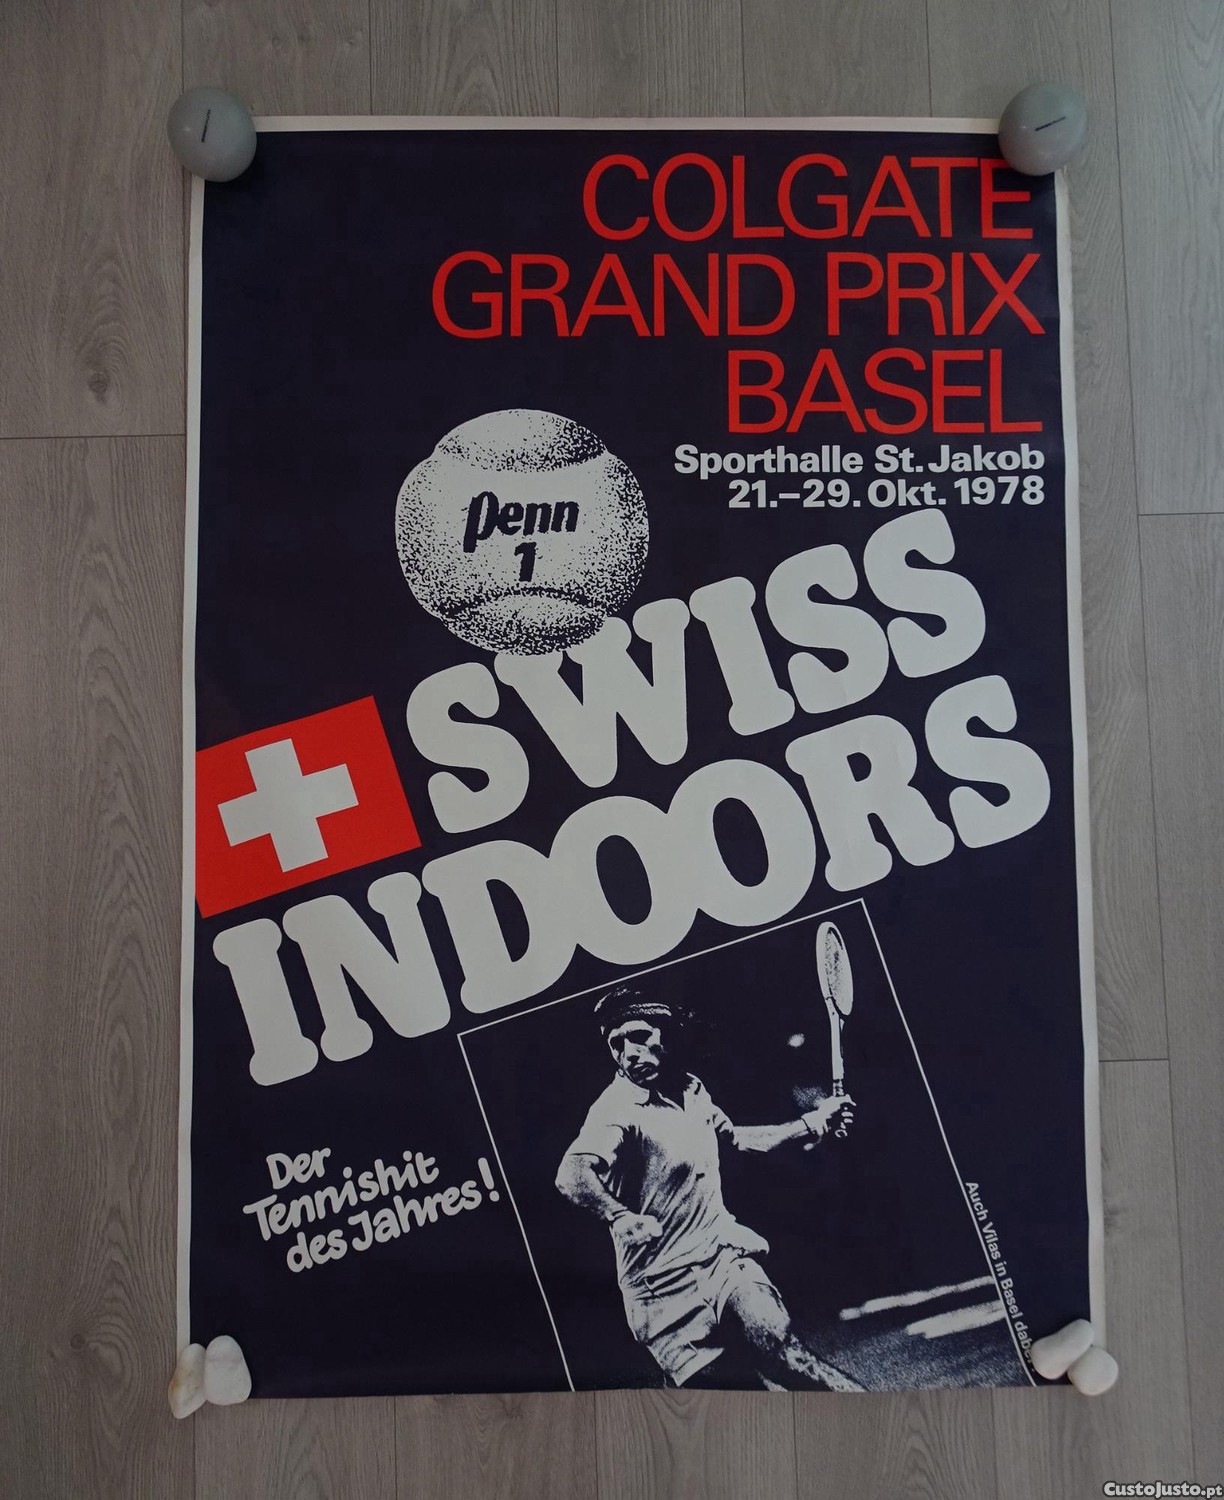 COLGATE
GRAND PRIX
BASEL
Sporthalle St. Jakob
21.–29. Okt. 1978
Penn
1
SWISS
INDOORS
Der
Tennishit
des Jahres!
Auch Vilas in Basel
CustoJusto.pt